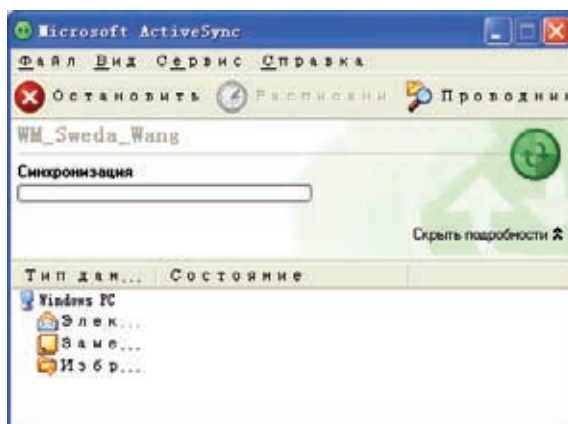 Microsoft ActiveSync
Файл Вид Сервис Справка
Остановить Расписани Проводник
WM_Sweda_Wang
Синхронизация
Скрыть подробности
Тип дан... Состояние
Windows PC
Элек...
Заме...
Избр...